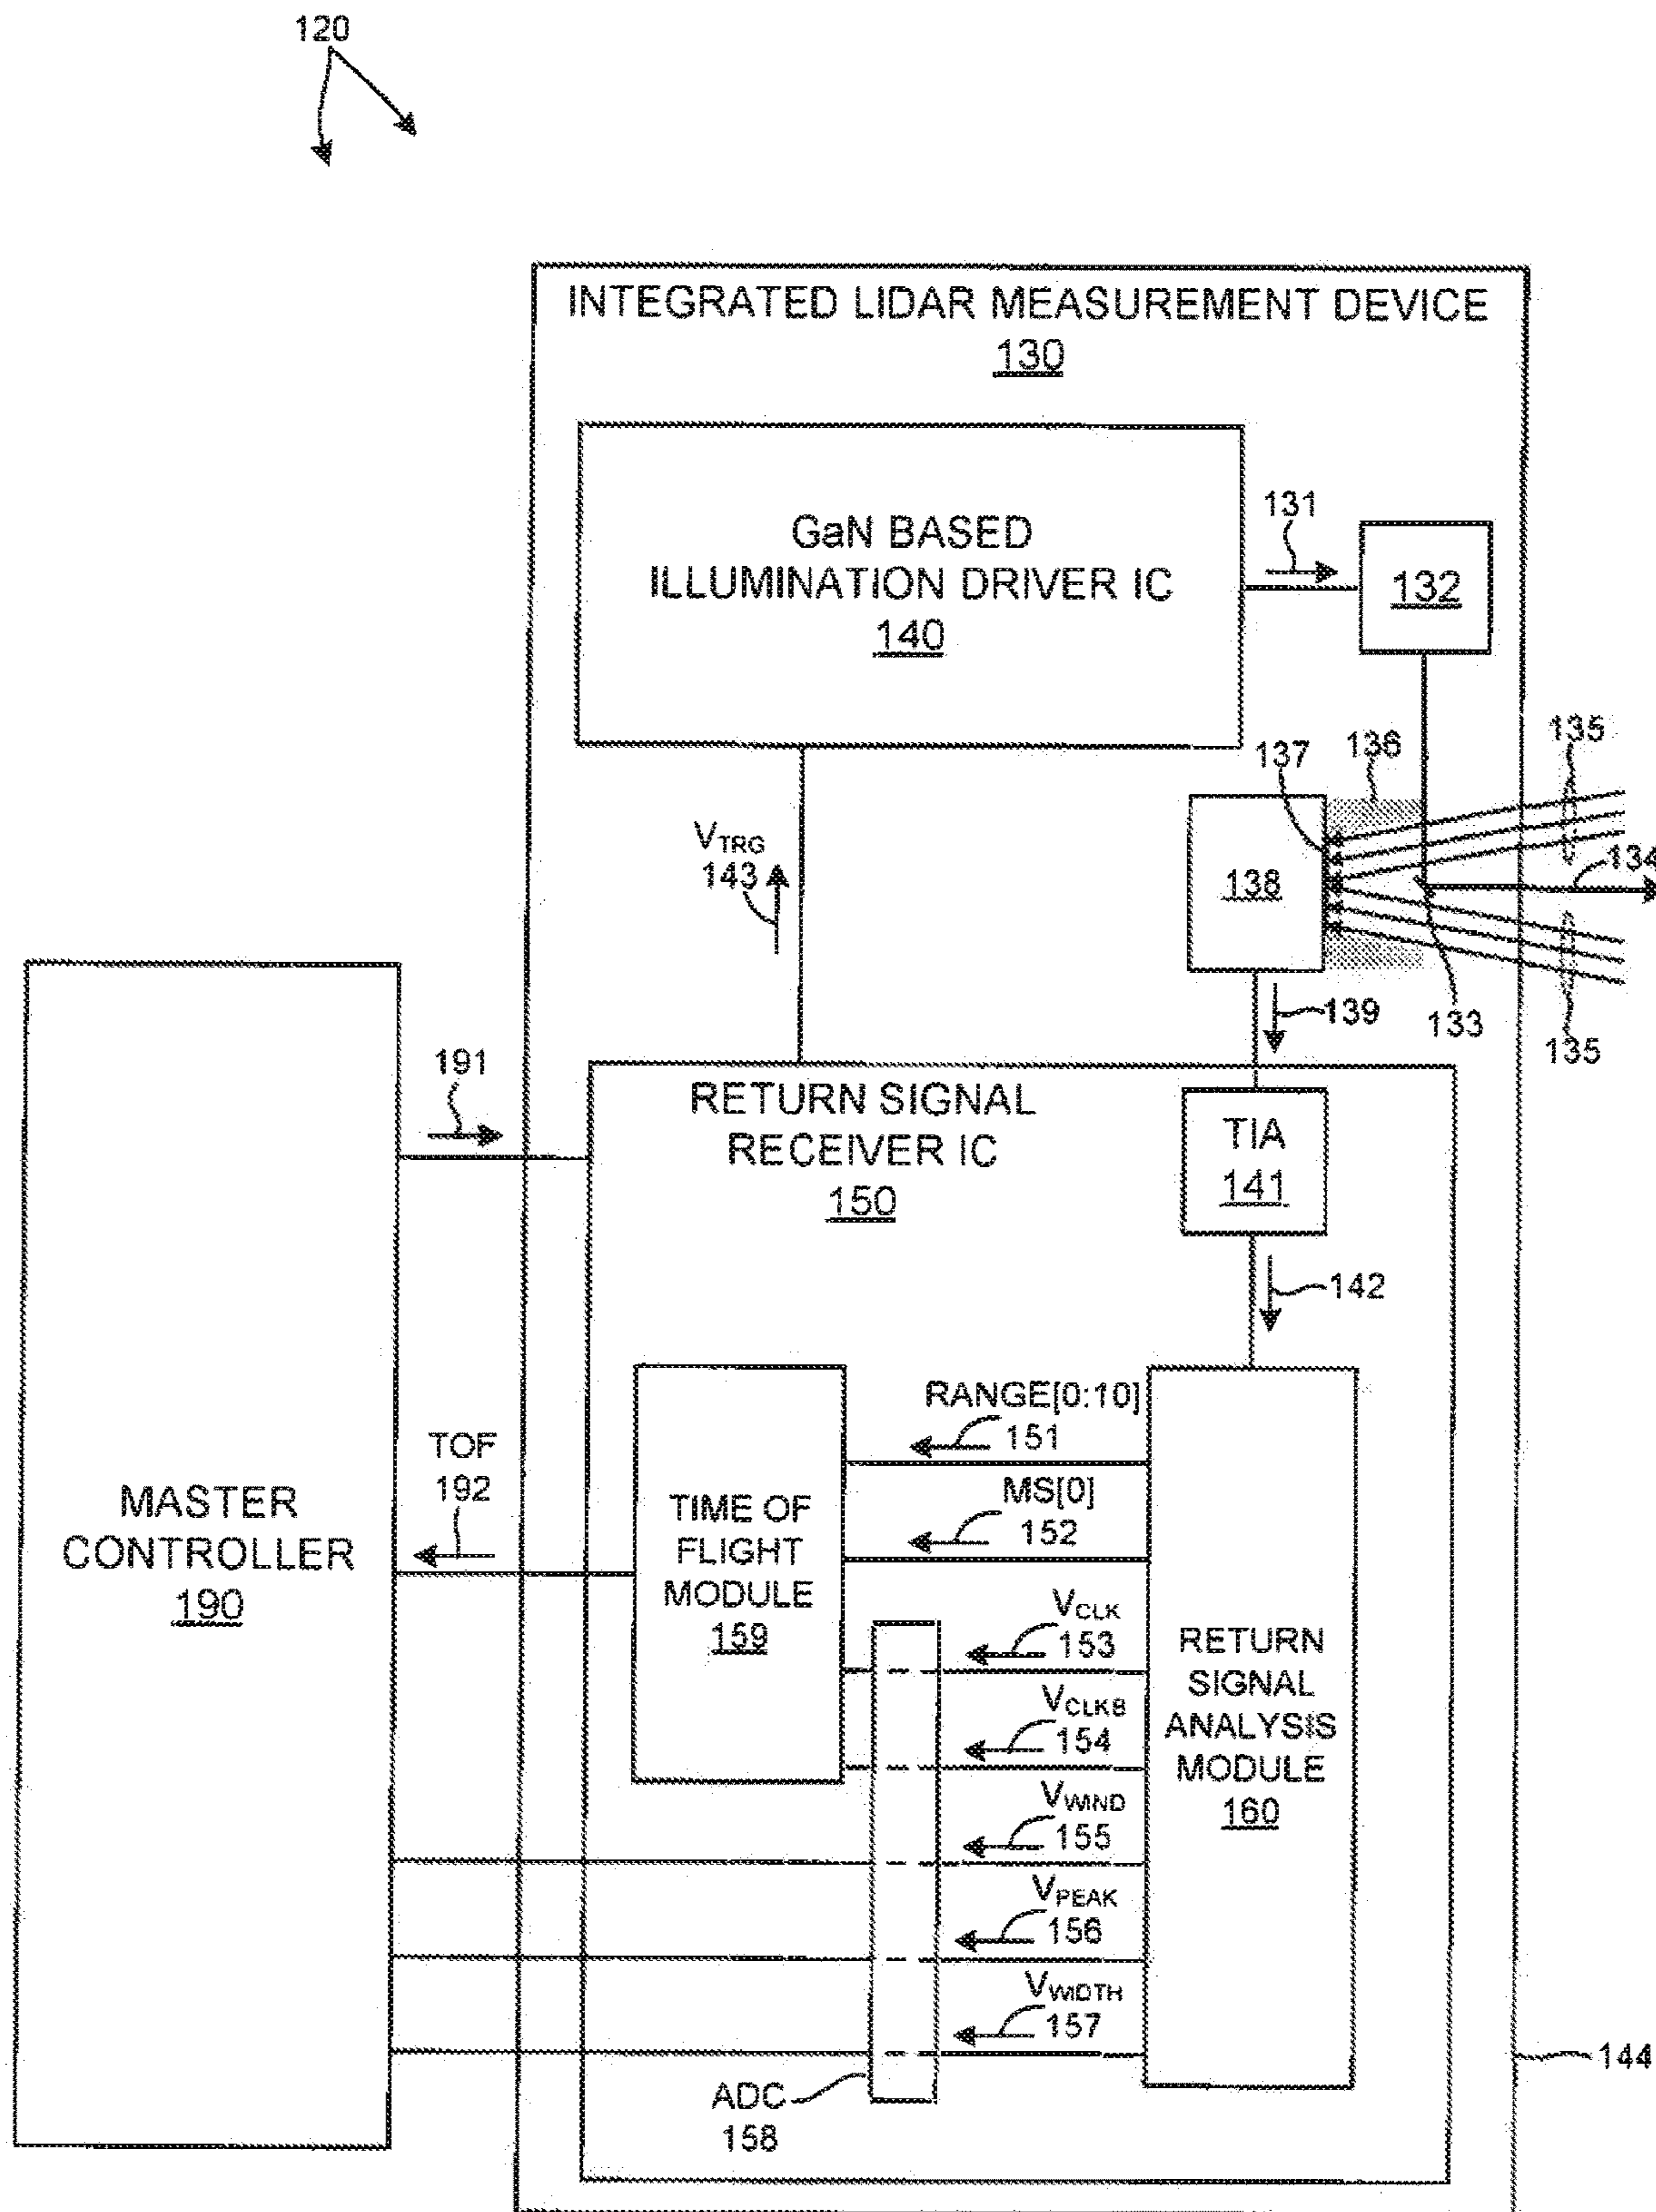 120
INTEGRATED LIDAR MEASUREMENT DEVICE
130
GaN BASED
ILLUMINATION DRIVER IC
140
131
132
135
136
137
134
VTRG
143
138
139
133
135
191
RETURN SIGNAL
RECEIVER IC
150
TIA
141
142
RANGE[0:10]
151
TOF
192
MS[0]
152
MASTER
CONTROLLER
190
TIME OF
FLIGHT
MODULE
159
VCLK
153
RETURN
SIGNAL
ANALYSIS
MODULE
160
VCLKB
154
VWIND
155
VPEAK
156
VWIDTH
157
144
ADC
158